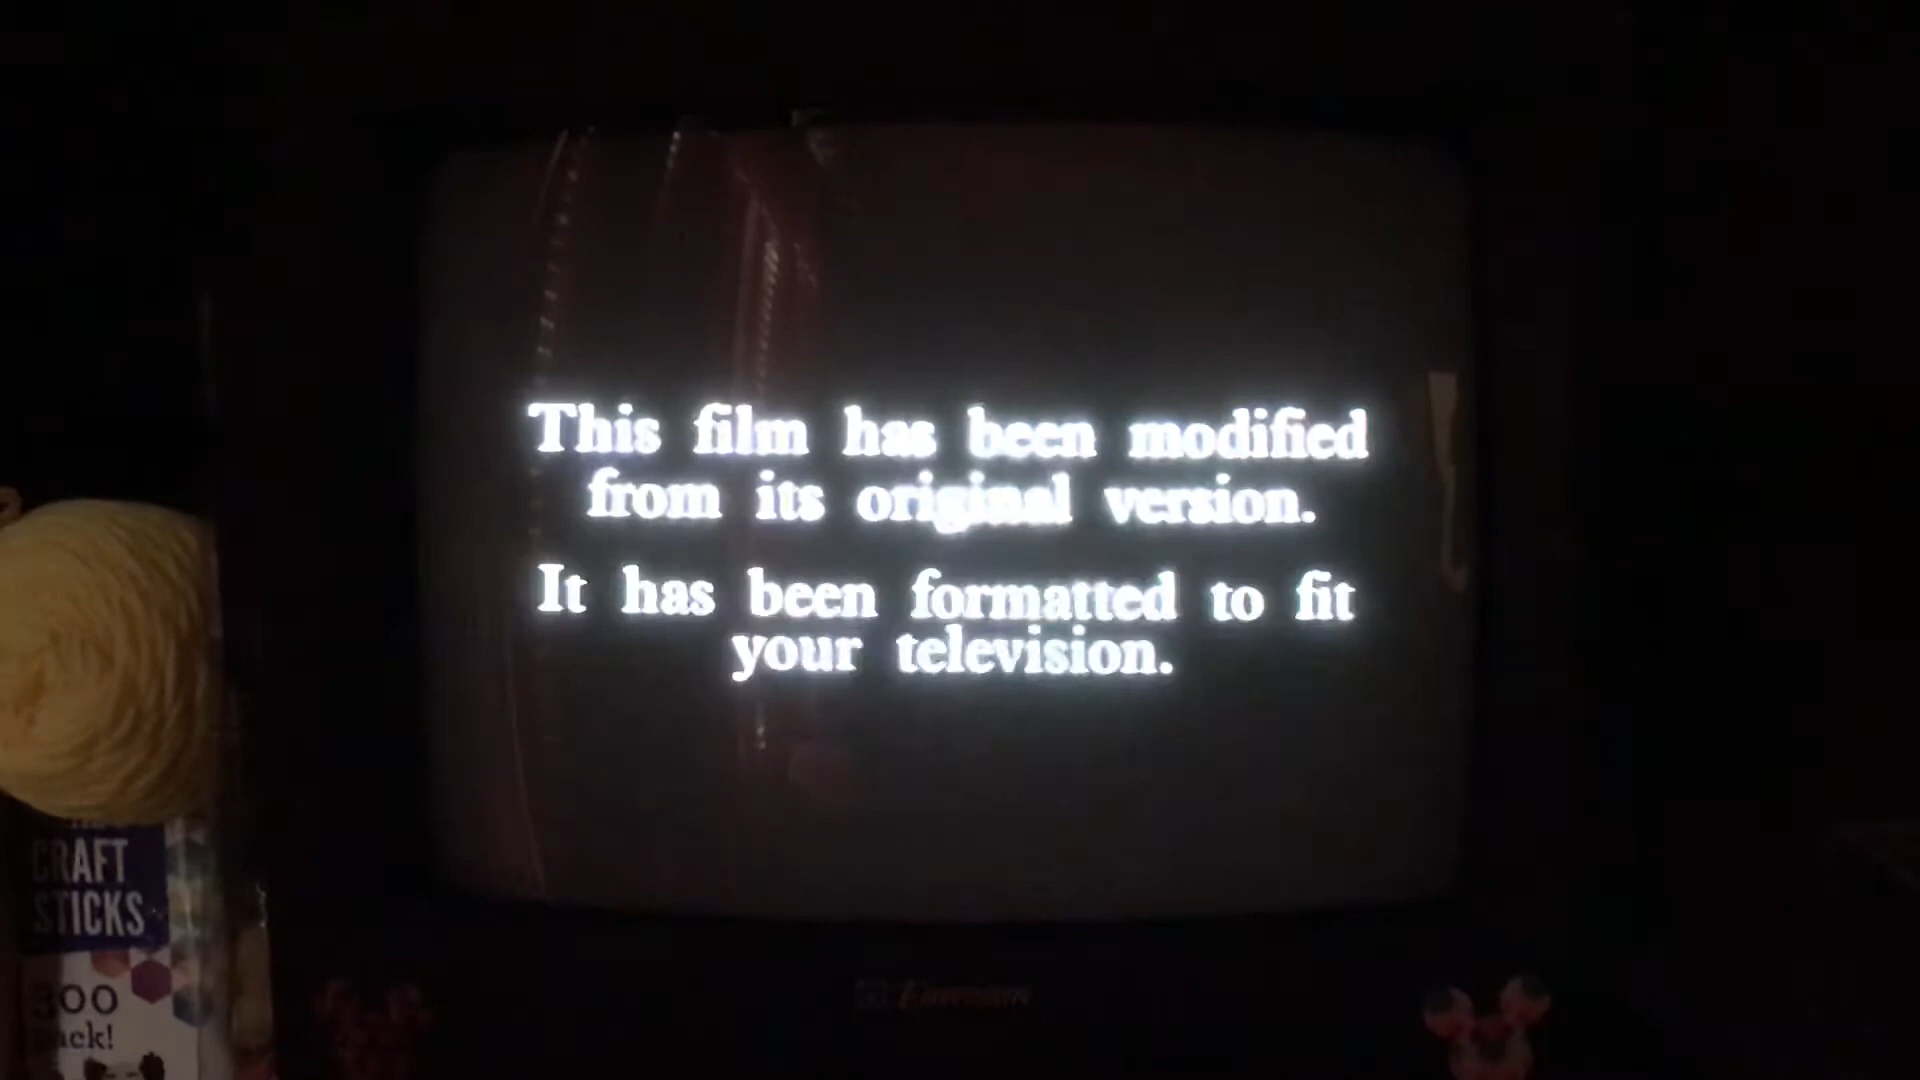 This film has been modified
from its original version.
It has been formatted to fit
your television.
CRAFT
STICKS
300
Emerson